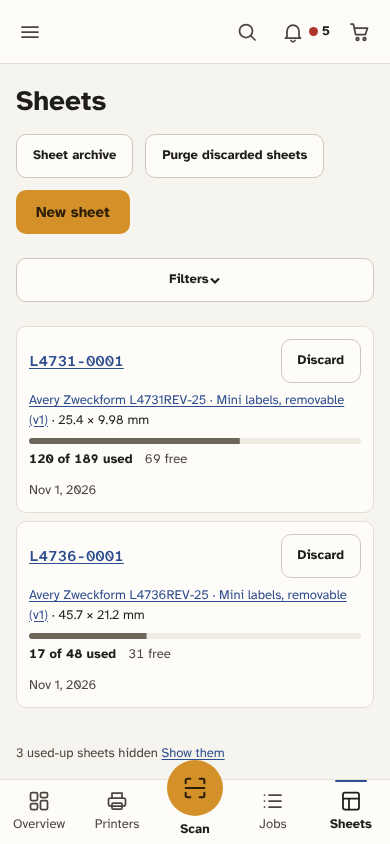 5
Sheets
Sheet archive
Purge discarded sheets
New sheet
Filters
L4731-0001
Discard
Avery Zweckform L4731REV-25 · Mini labels, removable
(v1) · 25.4 × 9.98 mm
120 of 189 used 69 free
Nov 1, 2026
L4736-0001
Discard
Avery Zweckform L4736REV-25 · Mini labels, removable
(v1) · 45.7 × 21.2 mm
17 of 48 used 31 free
Nov 1, 2026
3 used-up sheets hidden Show them
Overview
Printers
Scan
Jobs
Sheets